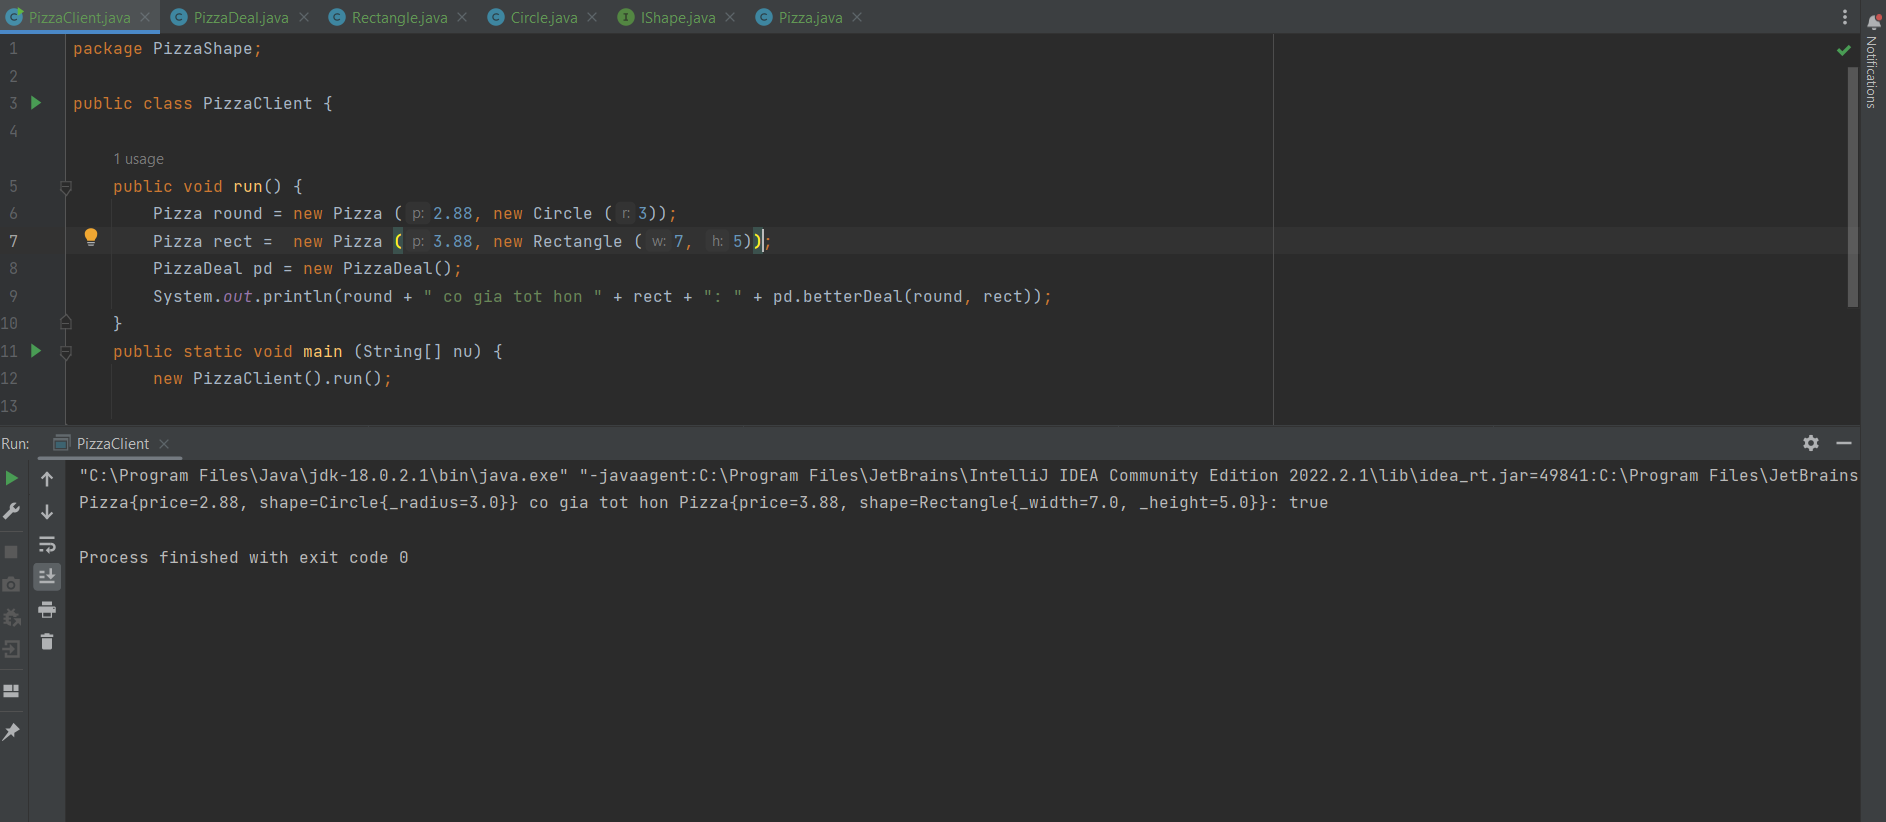 PizzaClient.java PizzaDeal.java Rectangle.java Circle.java IShape.java Pizza.java
Notifications
1 package PizzaShape;
2
3 public class PizzaClient {
4
1 usage
5 public void run() {
6 Pizza round = new Pizza ( p: 2.88, new Circle ( r: 3));
7 Pizza rect =  new Pizza ( p: 3.88, new Rectangle ( w: 7, h: 5));
8 PizzaDeal pd = new PizzaDeal();
9 System.out.println(round + " co gia tot hon " + rect + ": " + pd.betterDeal(round, rect));
10 }
11 public static void main (String[] nu) {
12 new PizzaClient().run();
13
Run: PizzaClient
"C:\Program Files\Java\jdk-18.0.2.1\bin\java.exe" "-javaagent:C:\Program Files\JetBrains\IntelliJ IDEA Community Edition 2022.2.1\lib\idea_rt.jar=49841:C:\Program Files\JetBrains
Pizza{price=2.88, shape=Circle{_radius=3.0}} co gia tot hon Pizza{price=3.88, shape=Rectangle{_width=7.0, _height=5.0}}: true
Process finished with exit code 0